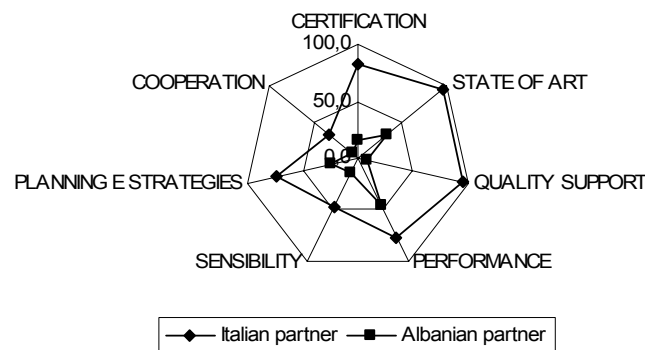 CERTIFICATION
100,0
STATE OF ART
COOPERATION
50,0
0,0
PLANNING E STRATEGIES
QUALITY SUPPORT
SENSIBILITY
PERFORMANCE
Italian partner
Albanian partner